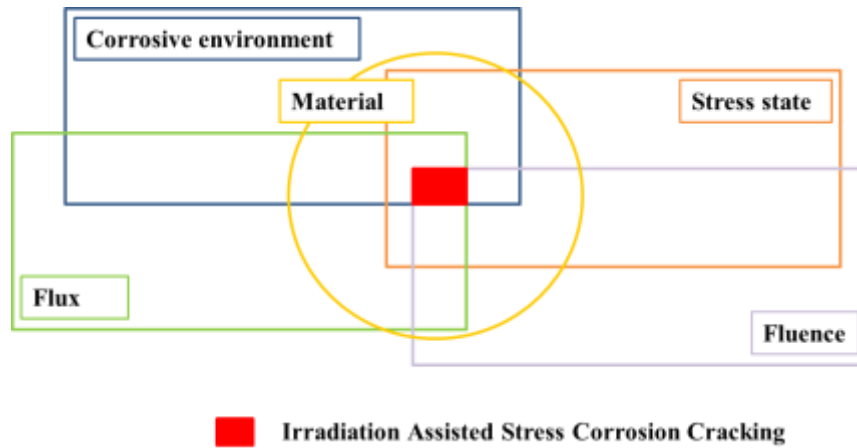 Corrosive environment
Material
Stress state
Flux
Fluence
Irradiation Assisted Stress Corrosion Cracking